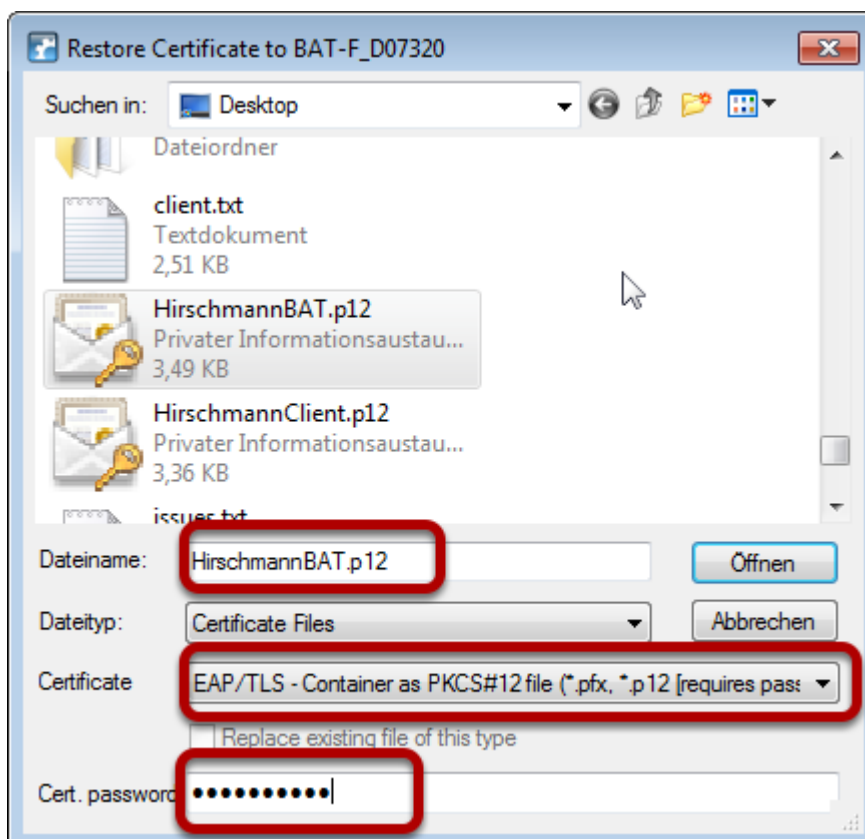 Restore Certificate to BAT-F_D07320
Suchen in: Desktop
Dateiordner
client.txt
Textdokument
2,51 KB
HirschmannBAT.p12
Privater Informationsaustau...
3,49 KB
HirschmannClient.p12
Privater Informationsaustau...
3,36 KB
issues.txt
Dateiname: HirschmannBAT.p12 Öffnen
Dateityp: Certificate Files Abbrechen
Certificate EAP/TLS - Container as PKCS#12 file (*.pfx, *.p12 [requires pass
Replace existing file of this type
Cert. password ●●●●●●●●●●